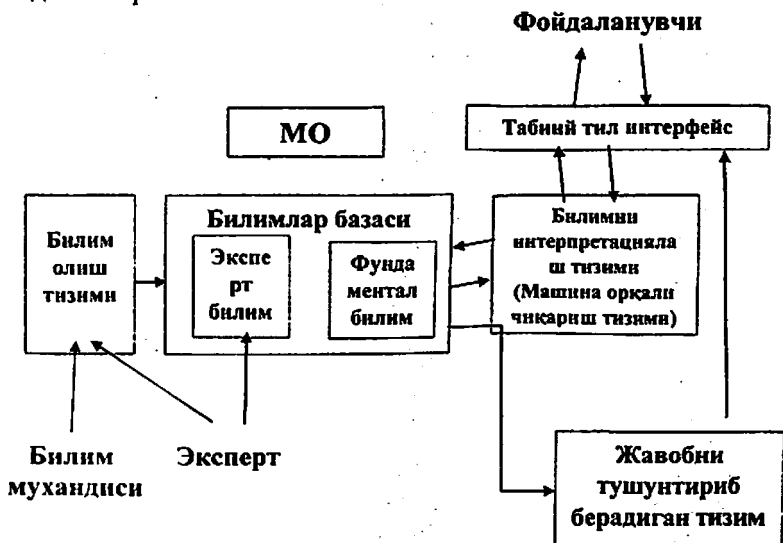 Фойдаланувчи
МО
Табиий тил интерфейс
Билим
олиш
тизими
Билимлар базаси
Экспе
рт
билим
Фунда
ментал
билим
Билимни
интерпретацияла
ш тизими
(Машина орқали
чиқариш тизими)
Билим
мухандиси
Эксперт
Жавобни
тушунтириб
берадиган тизим